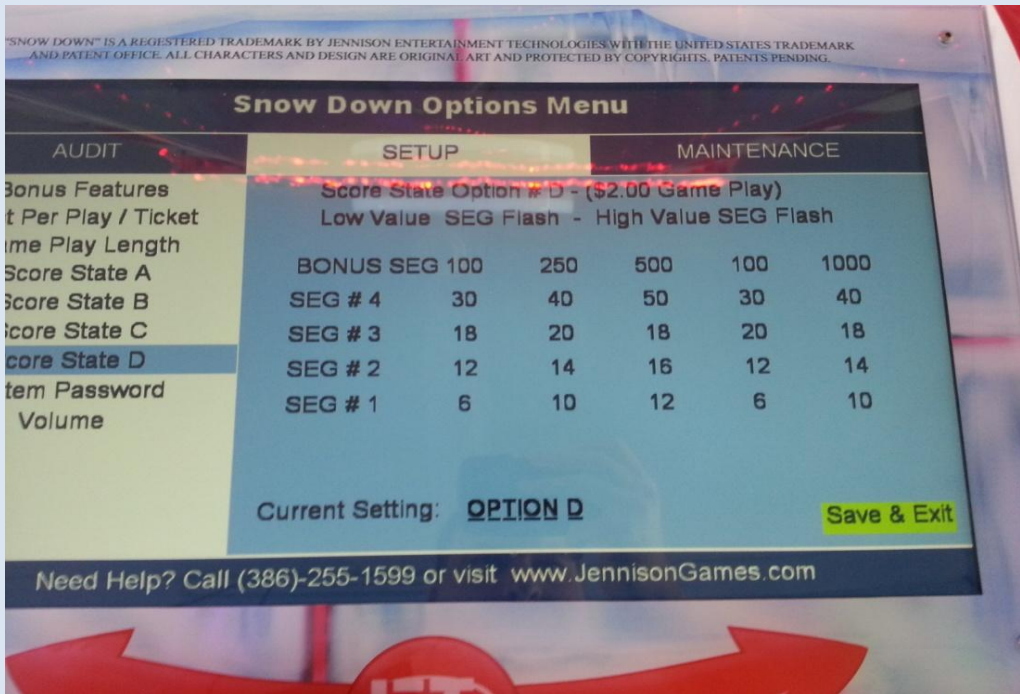 "SNOW DOWN" IS A REGESTERED TRADEMARK BY JENNISON ENTERTAINMENT TECHNOLOGIES WITH THE UNITED STATES TRADEMARK
AND PATENT OFFICE. ALL CHARACTERS AND DESIGN ARE ORIGINAL ART AND PROTECTED BY COPYRIGHTS, PATENTS PENDING.
Snow Down Options Menu
AUDIT SETUP MAINTENANCE
Bonus Features
t Per Play / Ticket
me Play Length
Score State A
Score State B
core State C
core State D
tem Password
Volume
Score State Option # D - ($2.00 Game Play)
Low Value SEG Flash - High Value SEG Flash
BONUS SEG 100 250 500 100 1000
SEG # 4 30 40 50 30 40
SEG # 3 18 20 18 20 18
SEG # 2 12 14 16 12 14
SEG # 1 6 10 12 6 10
Current Setting: OPTION D
Save & Exit
Need Help? Call (386)-255-1599 or visit www.JennisonGames.com